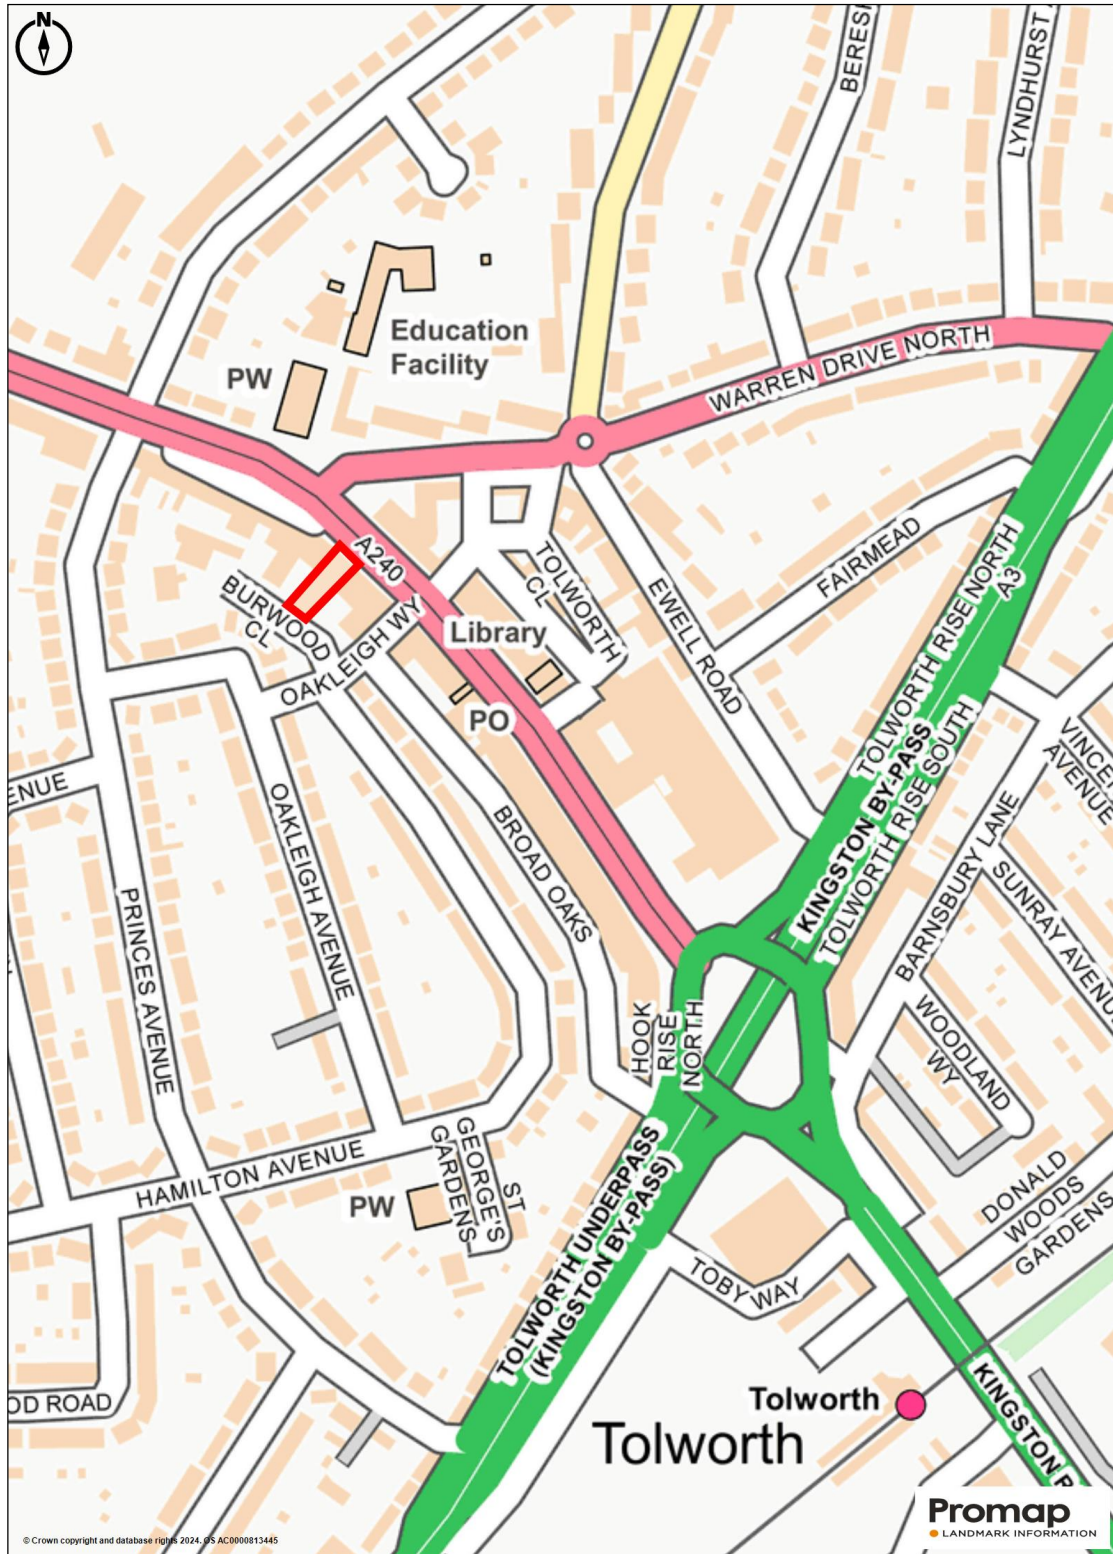 N
BERESF
LYNDHURST
Education
Facility
PW
WARREN DRIVE NORTH
A240
BURWOOD
CL
OAKLEIGH WY
Library
TOLWORTH
CL
EWELL ROAD
FAIRMEAD
TOLWORTH RISE NORTH
A3
KINGSTON BY-PASS
TOLWORTH RISE SOUTH
PO
ENUE
OAKLEIGH AVENUE
PRINCES AVENUE
BROAD OAKS
BARNSBURY LANE
VINCE
AVENUE
SUNRAY AVENU
WOODLAND
WY
HOOK
RISE
NORTH
HAMILTON AVENUE
ST
GEORGE'S
GARDENS
PW
TOLWORTH UNDERPASS
(KINGSTON BY-PASS)
DONALD
WOODS
GARDENS
TOBY WAY
OD ROAD
Tolworth
Tolworth
KINGSTON R
Promap
LANDMARK INFORMATION
© Crown copyright and database rights 2024. OS AC0000813445